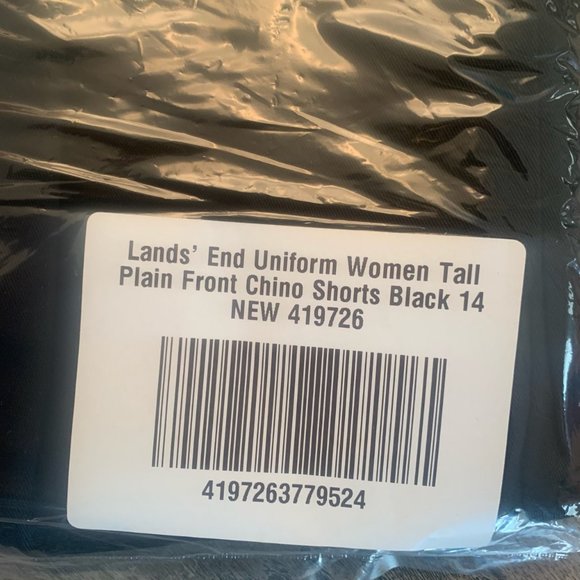 Lands' End Uniform Women Tall
Plain Front Chino Shorts Black 14
NEW 419726
4197263779524